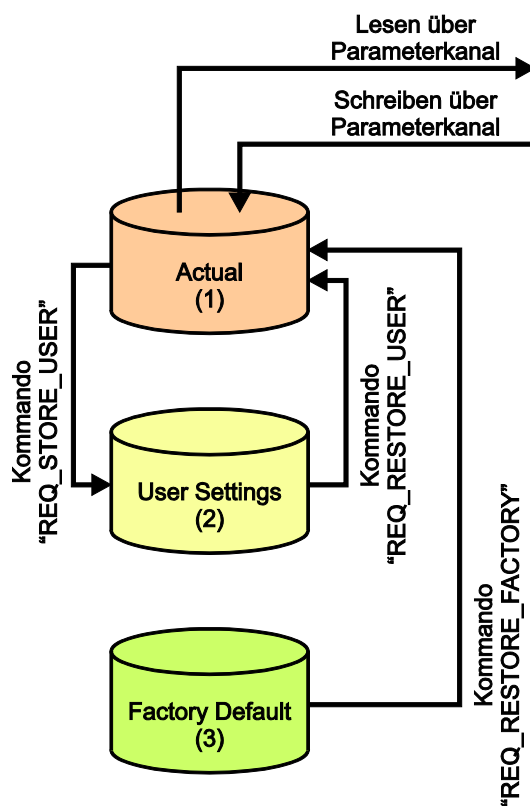 Lesen über
Parameterkanal
Schreiben über
Parameterkanal
Actual
(1)
Kommando
“REQ_STORE_USER”
Kommando
“REQ_RESTORE_USER”
User Settings
(2)
Kommando
“REQ_RESTORE_FACTORY”
Factory Default
(3)